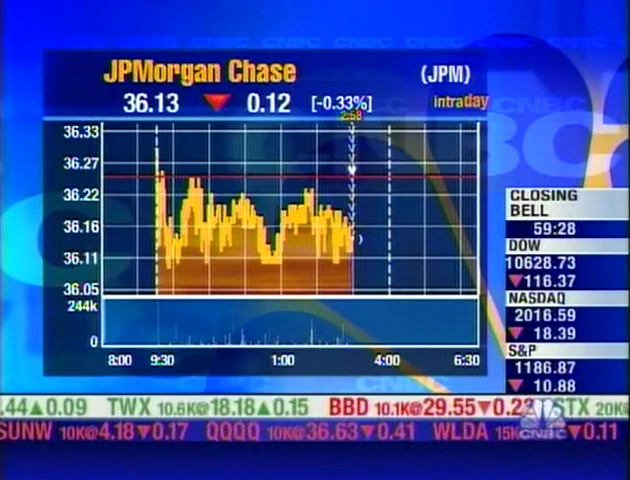 JPMorgan Chase (JPM)
36.13 ▼ 0.12 [-0.33%] intraday
2:58
36.33
36.27
36.22
36.16
36.11
36.05
244k
0
8:00 9:30 1:00 4:00 6:30
CNBC
CLOSING
BELL
59:28
DOW
10628.73
▼116.37
NASDAQ
2016.59
▼ 18.39
S&P
1186.87
▼ 10.88
.44▲0.09 TWX 10.6K@18.18▲0.15 BBD 10.1K@29.55▼0.2 STX 20K
SUNW 10K@4.18▼0.17 QQQQ 10K@36.63▼0.41 WLDA 15K ▼0.11
CNBC